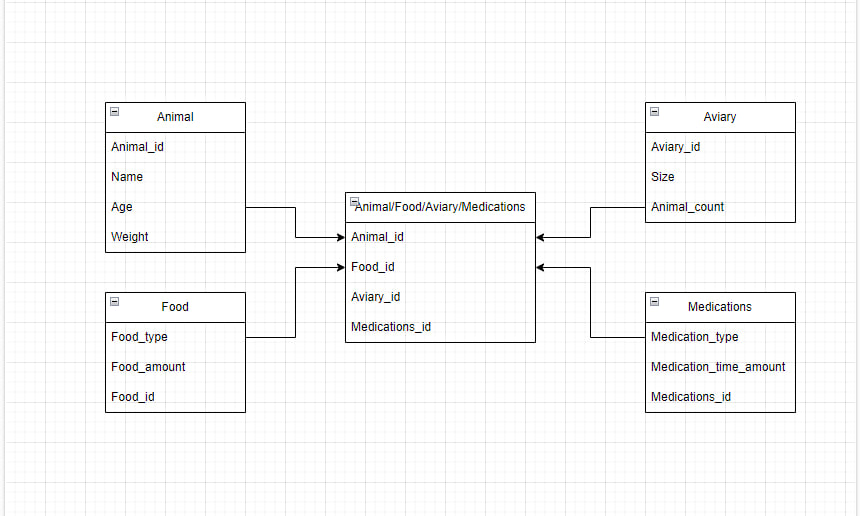 Animal
Animal_id
Name
Age
Weight
Food
Food_type
Food_amount
Food_id
Animal/Food/Aviary/Medications
Animal_id
Food_id
Aviary_id
Medications_id
Aviary
Aviary_id
Size
Animal_count
Medications
Medication_type
Medication_time_amount
Medications_id